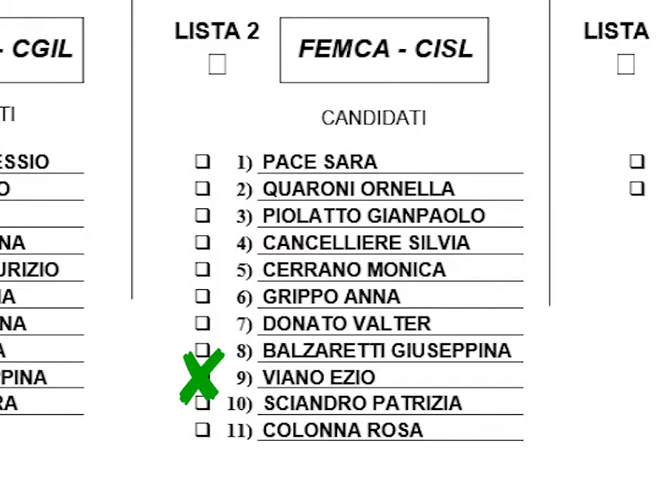 - CGIL
LISTA 2
FEMCA - CISL
LISTA
CANDIDATI
1) PACE SARA
2) QUARONI ORNELLA
3) PIOLATTO GIANPAOLO
4) CANCELLIERE SILVIA
5) CERRANO MONICA
6) GRIPPO ANNA
7) DONATO VALTER
8) BALZARETTI GIUSEPPINA
9) VIANO EZIO
10) SCIANDRO PATRIZIA
11) COLONNA ROSA